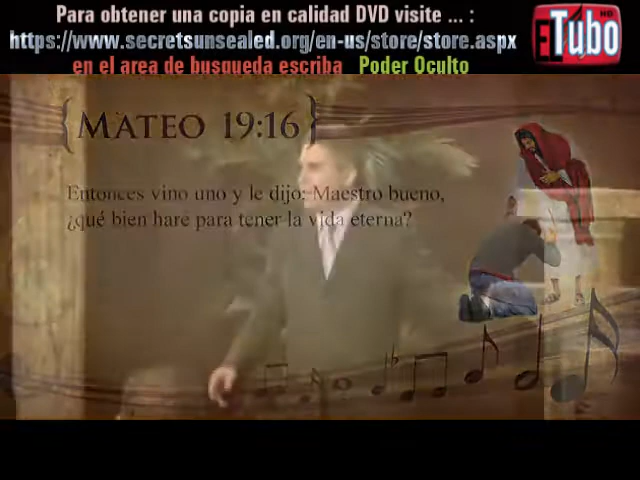 Para obtener una copia en calidad DVD visite ... :
https://www.secretsunsealed.org/en-us/store/store.aspx
en el area de busqueda escriba Poder Oculto
EL Tubo HD
{MATEO 19:16}
Entonces vino uno y le dijo: Maestro bueno,
¿qué bien haré para tener la vida eterna?